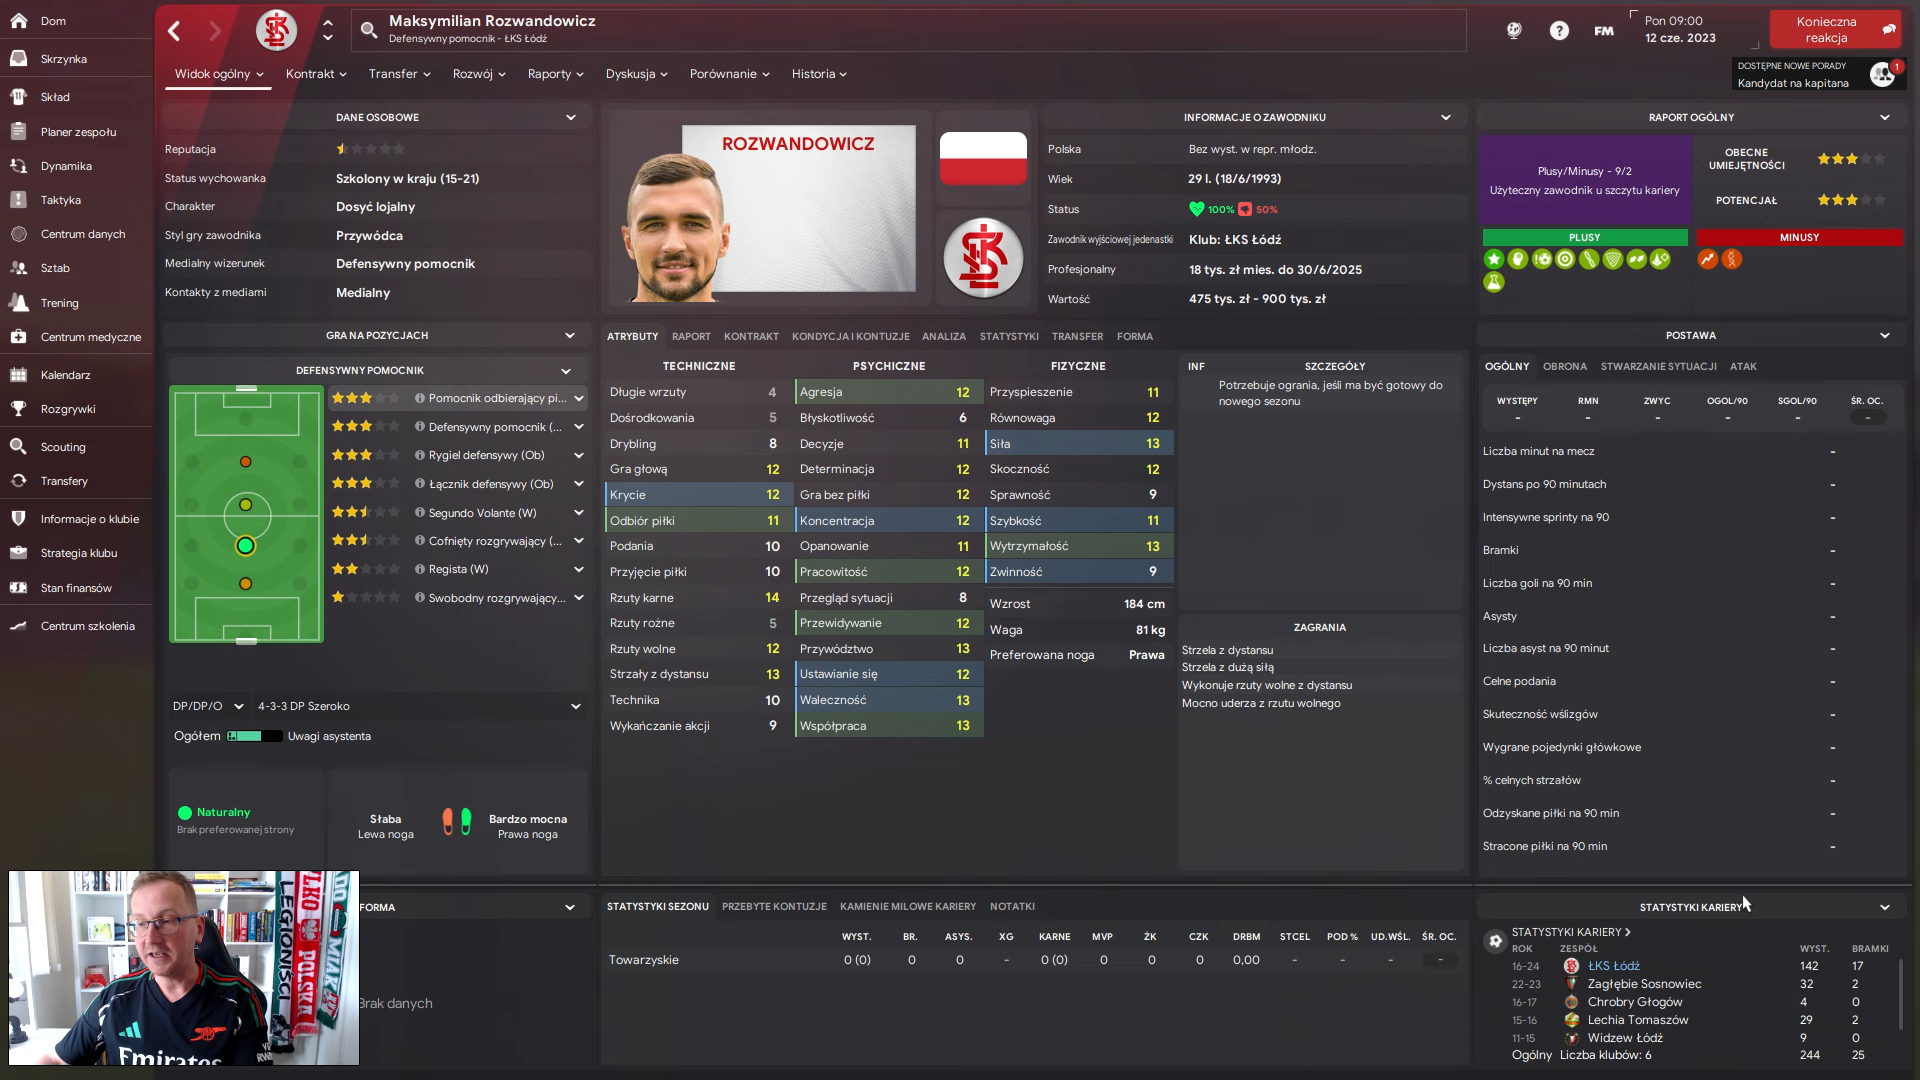 Dom
Skrzynka
Skład
Planer zespołu
Dynamika
Taktyka
Centrum danych
Sztab
Trening
Centrum medyczne
Kalendarz
Rozgrywki
Scouting
Transfery
Informacje o klubie
Strategia klubu
Stan finansów
Centrum szkolenia
Maksymilian Rozwandowicz
Defensywny pomocnik - ŁKS Łódź
FM
Pon 09:00
12 cze. 2023
Konieczna
reakcja
Widok ogólny
Kontrakt
Transfer
Rozwój
Raporty
Dyskusja
Porównanie
Historia
DOSTĘPNE NOWE PORADY
Kandydat na kapitana
1
DANE OSOBOWE
Reputacja
Status wychowanka Szkolony w kraju (15-21)
Charakter Dosyć lojalny
Styl gry zawodnika Przywódca
Medialny wizerunek Defensywny pomocnik
Kontakty z mediami Medialny
ROZWANDOWICZ
INFORMACJE O ZAWODNIKU
Polska Bez wyst. w repr. młodz.
Wiek 29 l. (18/6/1993)
Status 100% 50%
Zawodnik wyjściowej jedenastki Klub: ŁKS Łódź
Profesjonalny 18 tys. zł mies. do 30/6/2025
Wartość 475 tys. zł - 900 tys. zł
RAPORT OGÓLNY
Plusy/Minusy - 9/2
Użyteczny zawodnik u szczytu kariery
OBECNE
UMIEJĘTNOŚCI
POTENCJAŁ
PLUSY
MINUSY
GRA NA POZYCJACH
DEFENSYWNY POMOCNIK
Pomocnik odbierający pi...
Defensywny pomocnik (...
Rygiel defensywny (Ob)
Łącznik defensywy (Ob)
Segundo Volante (W)
Cofnięty rozgrywający (...
Regista (W)
Swobodny rozgrywający...
DP/DP/O 4-3-3 DP Szeroko
Ogółem Uwagi asystenta
Naturalny
Brak preferowanej strony
Słaba
Lewa noga
Bardzo mocna
Prawa noga
ATRYBUTY RAPORT KONTRAKT KONDYCJA I KONTUZJE ANALIZA STATYSTYKI TRANSFER FORMA
TECHNICZNE
Długie wrzuty 4
Dośrodkowania 5
Drybling 8
Gra głową 12
Krycie 12
Odbiór piłki 11
Podania 10
Przyjęcie piłki 10
Rzuty karne 14
Rzuty rożne 5
Rzuty wolne 12
Strzały z dystansu 13
Technika 10
Wykańczanie akcji 9
PSYCHICZNE
Agresja 12
Błyskotliwość 6
Decyzje 11
Determinacja 12
Gra bez piłki 12
Koncentracja 12
Opanowanie 11
Pracowitość 12
Przegląd sytuacji 8
Przewidywanie 12
Przywództwo 13
Ustawianie się 12
Waleczność 13
Współpraca 13
FIZYCZNE
Przyspieszenie 11
Równowaga 12
Siła 13
Skoczność 12
Sprawność 9
Szybkość 11
Wytrzymałość 13
Zwinność 9
Wzrost 184 cm
Waga 81 kg
Preferowana noga Prawa
INF SZCZEGÓŁY
Potrzebuje ogrania, jeśli ma być gotowy do
nowego sezonu
ZAGRANIA
Strzela z dystansu
Strzela z dużą siłą
Wykonuje rzuty wolne z dystansu
Mocno uderza z rzutu wolnego
POSTAWA
OGÓLNY OBRONA STWARZANIE SYTUACJI ATAK
WYSTĘPY RMN ZWYC OGOL/90 SGOL/90 ŚR. OC.
- - - - - -
Liczba minut na mecz -
Dystans po 90 minutach -
Intensywne sprinty na 90 -
Bramki -
Liczba goli na 90 min -
Asysty -
Liczba asyst na 90 minut -
Celne podania -
Skuteczność wślizgów -
Wygrane pojedynki główkowe -
% celnych strzałów -
Odzyskane piłki na 90 min -
Stracone piłki na 90 min -
FORMA
Brak danych
STATYSTYKI SEZONU PRZEBYTE KONTUZJE KAMIENIE MILOWE KARIERY NOTATKI
WYST. BR. ASYS. XG KARNE MVP ŻK CZK DRBM STCEL POD % UD.WŚL. ŚR. OC.
Towarzyskie 0 (0) 0 0 - 0 (0) 0 0 0 0,00 - - - -
STATYSTYKI KARIERY
STATYSTYKI KARIERY
ROK ZESPÓŁ WYST. BRAMKI
16-24 ŁKS Łódź 142 17
22-23 Zagłębie Sosnowiec 32 2
16-17 Chrobry Głogów 4 0
15-16 Lechia Tomaszów 29 2
11-15 Widzew Łódź 9 0
Ogólny Liczba klubów: 6 244 25
LEGIONIŚCI
POLSKA
Emirates